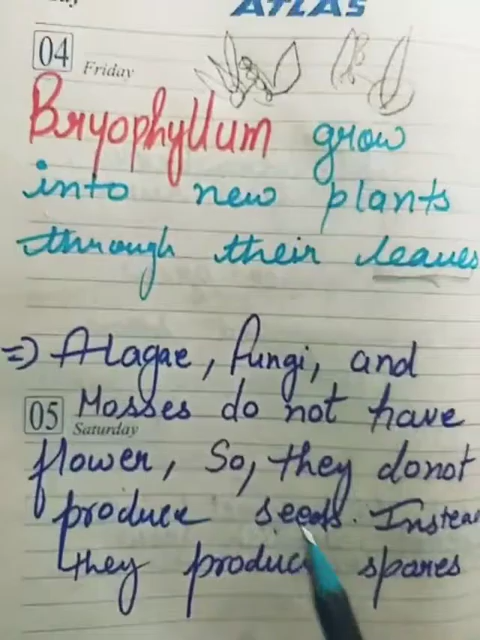 ATLAS
04 Friday
Bryophyllum grow
into new plants
through their leaves
=> Alagae, fungi, and
Mosses do not have
05 Saturday
flower, So, they donot
produce seeds. Instea
they produc spores